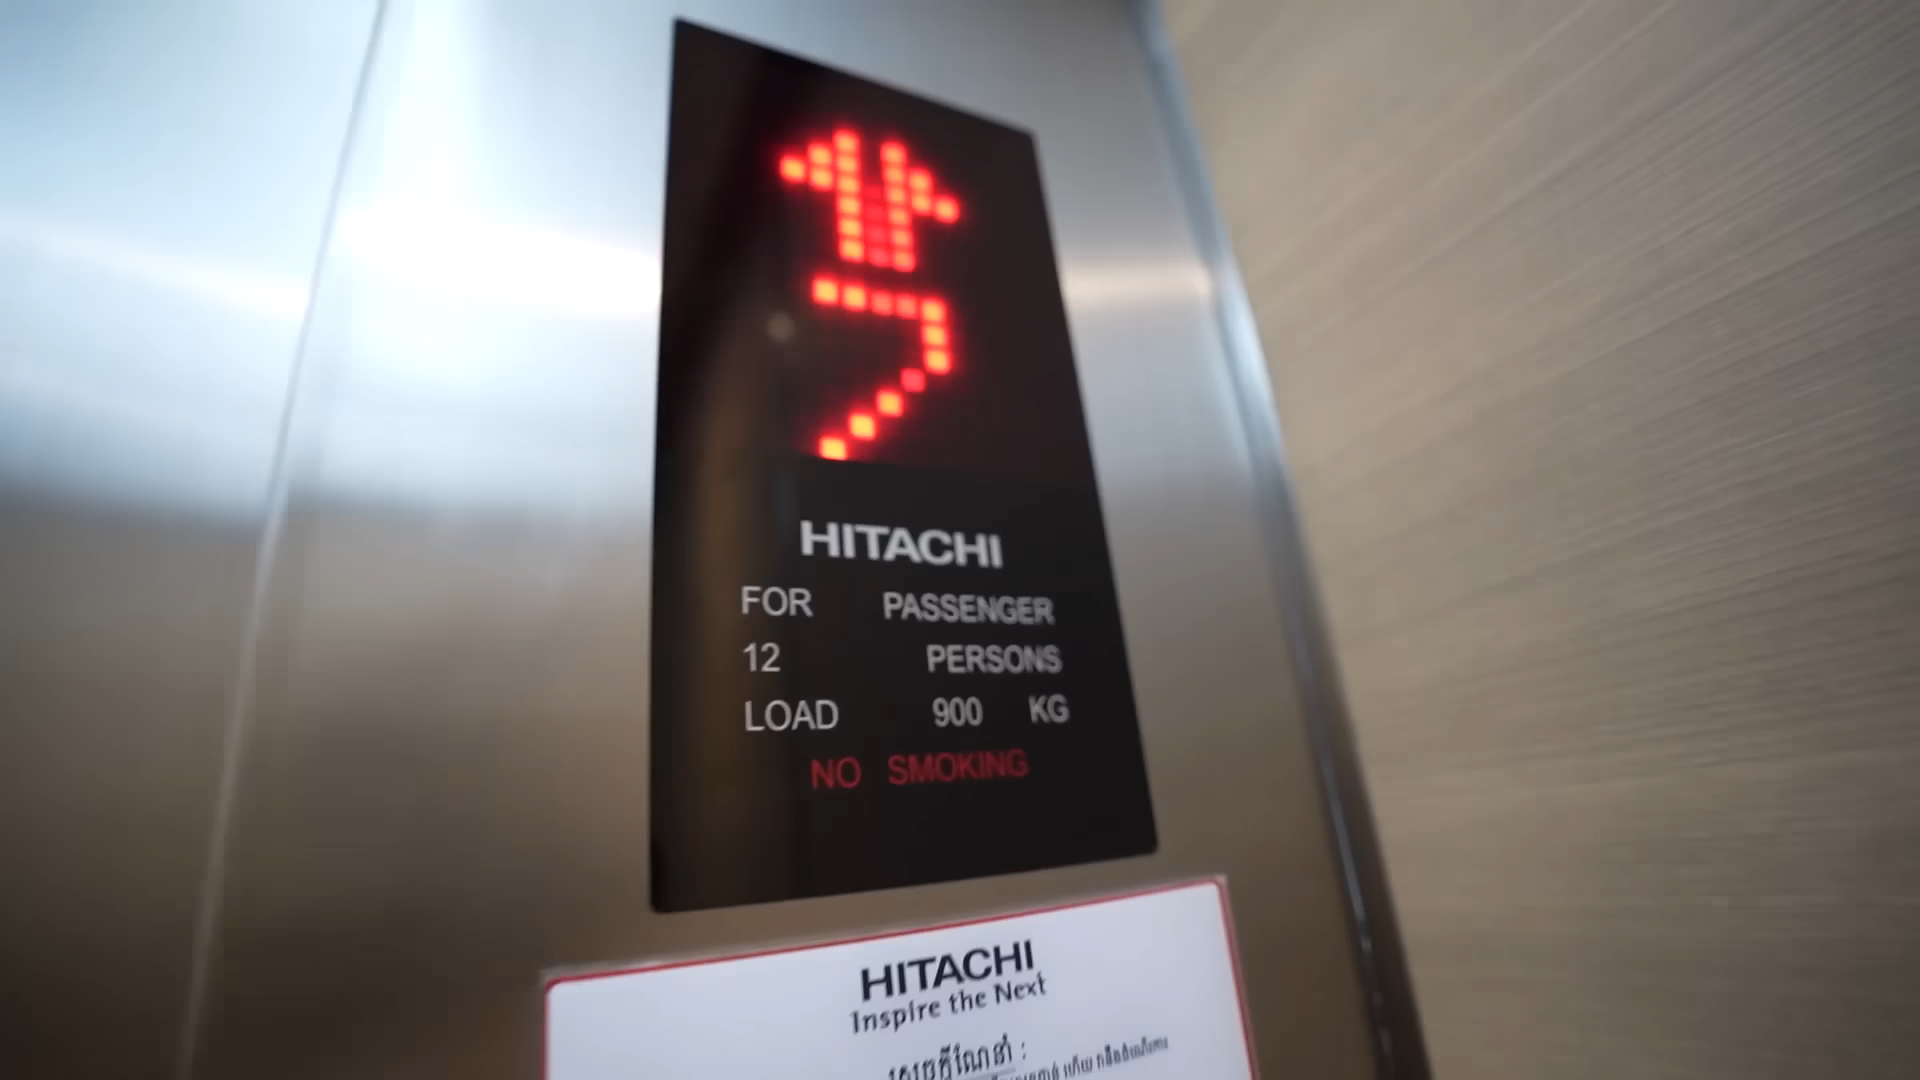 HITACHI
FOR PASSENGER
12 PERSONS
LOAD 900 KG
NO SMOKING
HITACHI
Inspire the Next